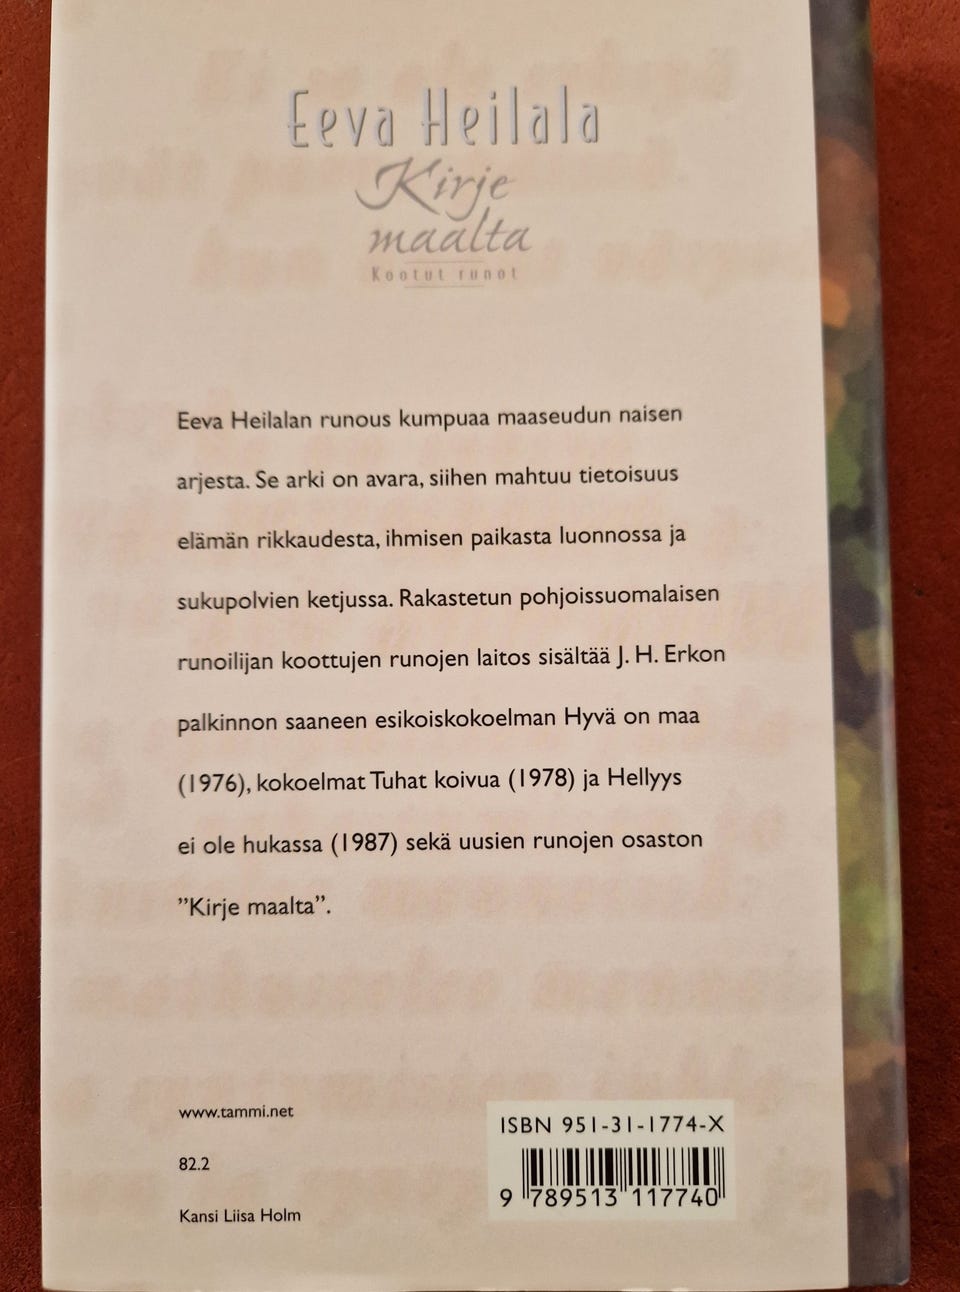 Eeva Heilala
Kirje
maalta
Kootut runot
Eeva Heilalan runous kumpuaa maaseudun naisen
arjesta. Se arki on avara, siihen mahtuu tietoisuus
elämän rikkaudesta, ihmisen paikasta luonnossa ja
sukupolvien ketjussa. Rakastetun pohjoissuomalaisen
runoilijan koottujen runojen laitos sisältää J. H. Erkon
palkinnon saaneen esikoiskokoelman Hyvä on maa
(1976), kokoelmat Tuhat koivua (1978) ja Hellyys
ei ole hukassa (1987) sekä uusien runojen osaston
”Kirje maalta”.
www.tammi.net
82.2
Kansi Liisa Holm
ISBN 951-31-1774-X
9 789513 117740